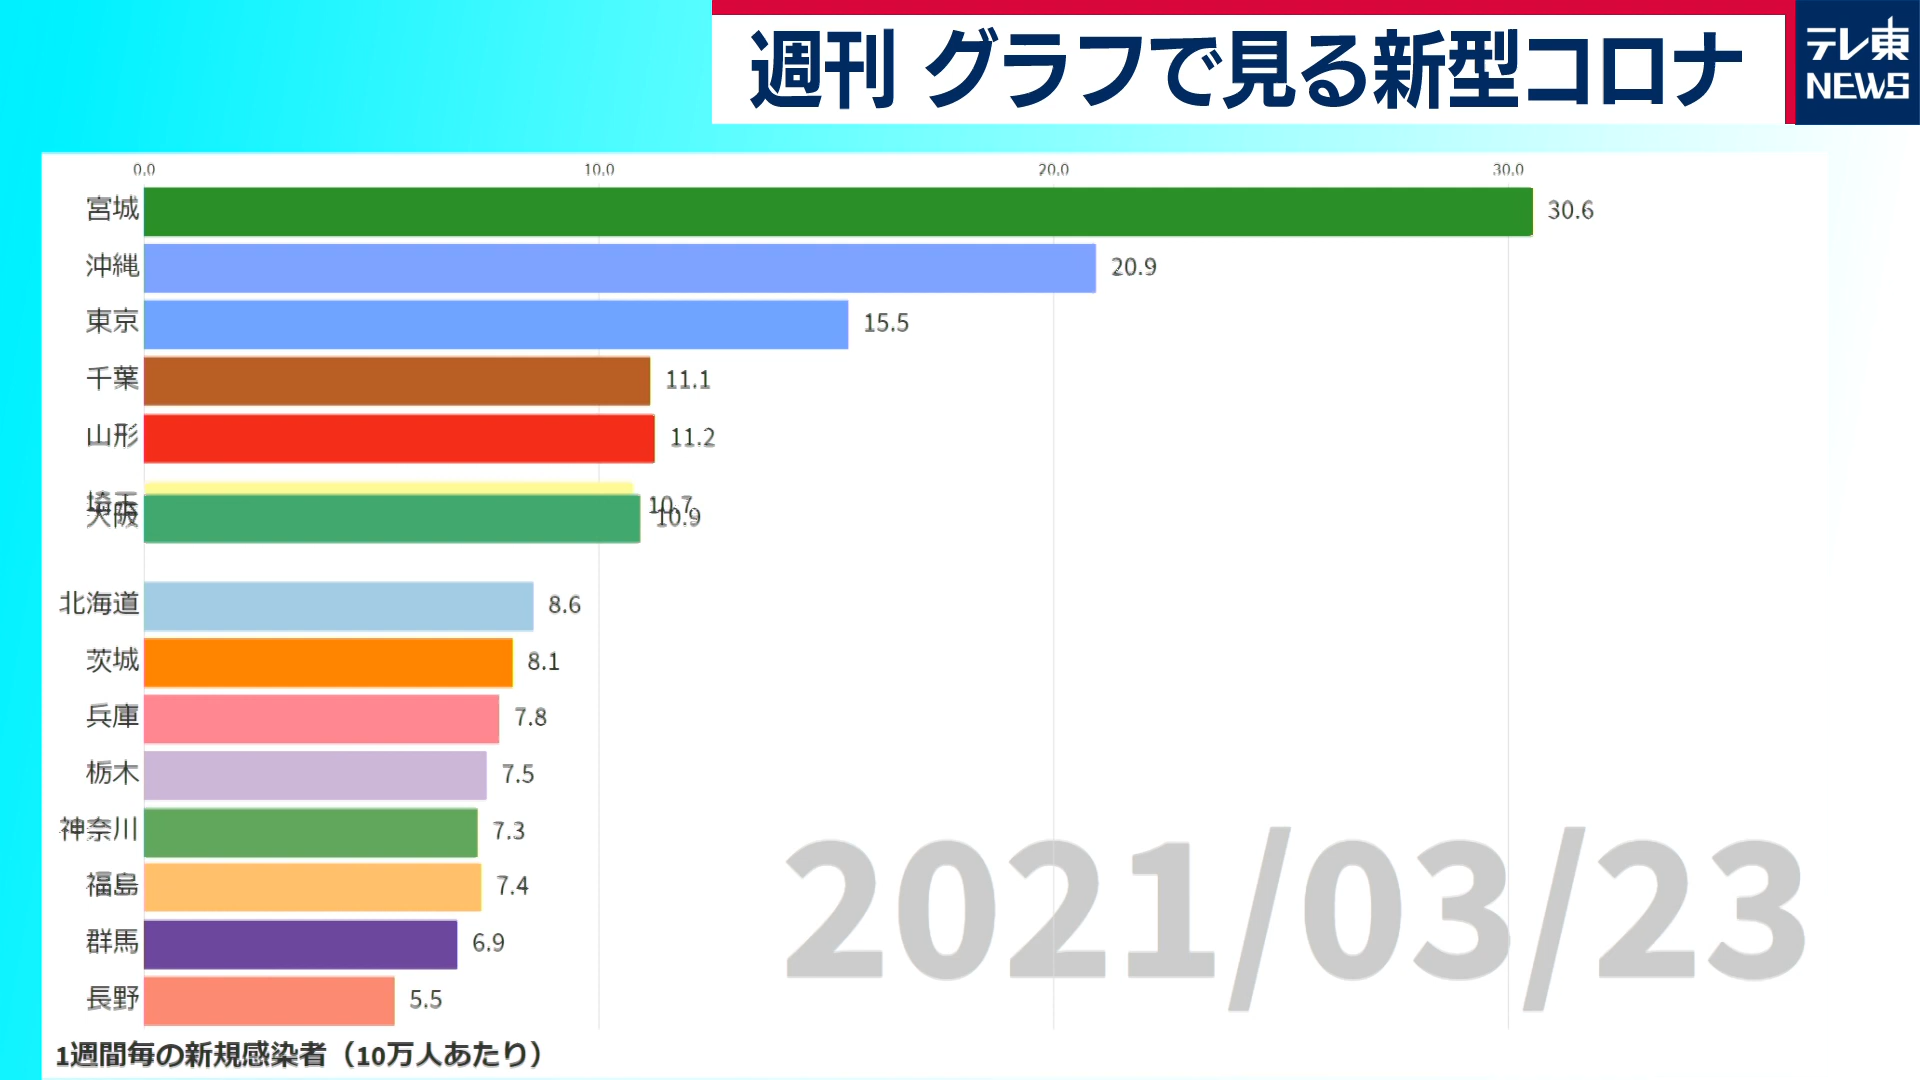 週刊 グラフで見る新型コロナ
テレ東
NEWS
0.0 10.0 20.0 30.0
宮城 30.6
沖縄 20.9
東京 15.5
千葉 11.1
山形 11.2
埼玉 10.7
大阪 10.9
北海道 8.6
茨城 8.1
兵庫 7.8
栃木 7.5
神奈川 7.3
福島 7.4
群馬 6.9
長野 5.5
2021/03/23
1週間毎の新規感染者（10万人あたり）